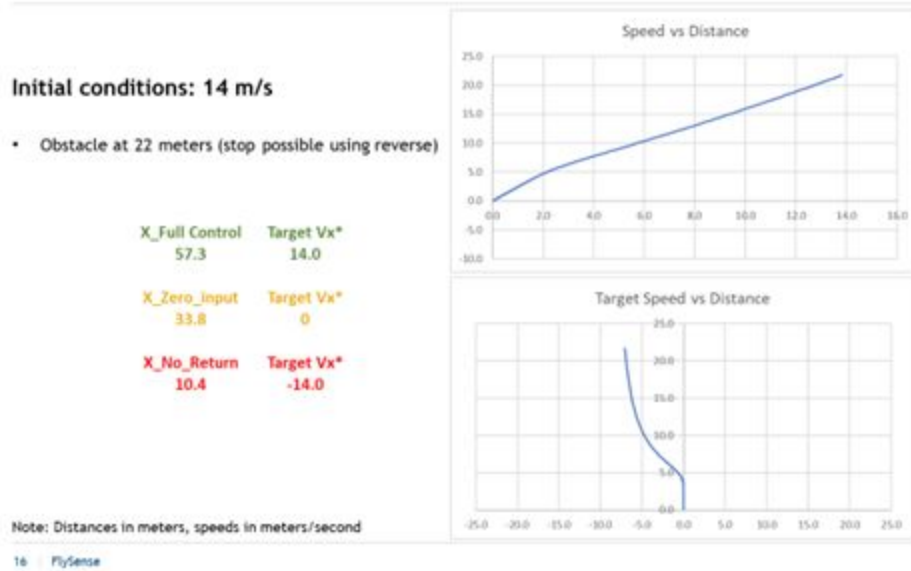 Initial conditions: 14 m/s
• Obstacle at 22 meters (stop possible using reverse)
X_Full Control Target Vx*
57.3 14.0
X_Zero_Input Target Vx*
33.8 0
X_No_Return Target Vx*
10.4 -14.0
Note: Distances in meters, speeds in meters/second
16 FlySense
Speed vs Distance
25.0
20.0
15.0
10.0
5.0
0.0
0.0 2.0 4.0 6.0 8.0 10.0 12.0 14.0 16.0
-5.0
-10.0
Target Speed vs Distance
25.0
20.0
15.0
10.0
5.0
0.0
-25.0 -20.0 -15.0 -10.0 -5.0 0.0 5.0 10.0 15.0 20.0 25.0